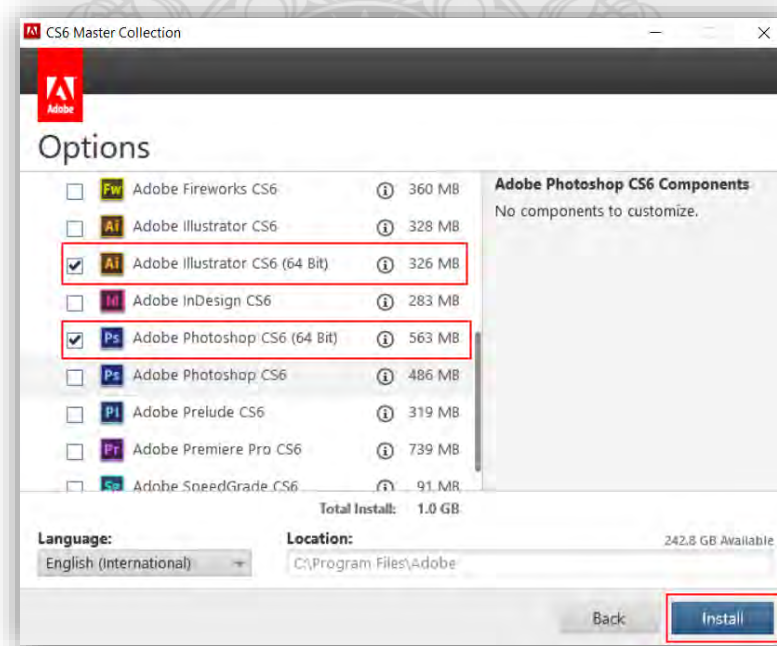 CS6 Master Collection
Adobe
Options
Fw Adobe Fireworks CS6 360 MB
Ai Adobe Illustrator CS6 328 MB
Ai Adobe Illustrator CS6 (64 Bit) 326 MB
Id Adobe InDesign CS6 283 MB
Ps Adobe Photoshop CS6 (64 Bit) 563 MB
Ps Adobe Photoshop CS6 486 MB
Pl Adobe Prelude CS6 319 MB
Pr Adobe Premiere Pro CS6 739 MB
Sg Adobe SpeedGrade CS6 91 MB
Adobe Photoshop CS6 Components
No components to customize.
Total Install: 1.0 GB
Language:
English (International)
Location:
242.8 GB Available
C:\Program Files\Adobe
Back Install